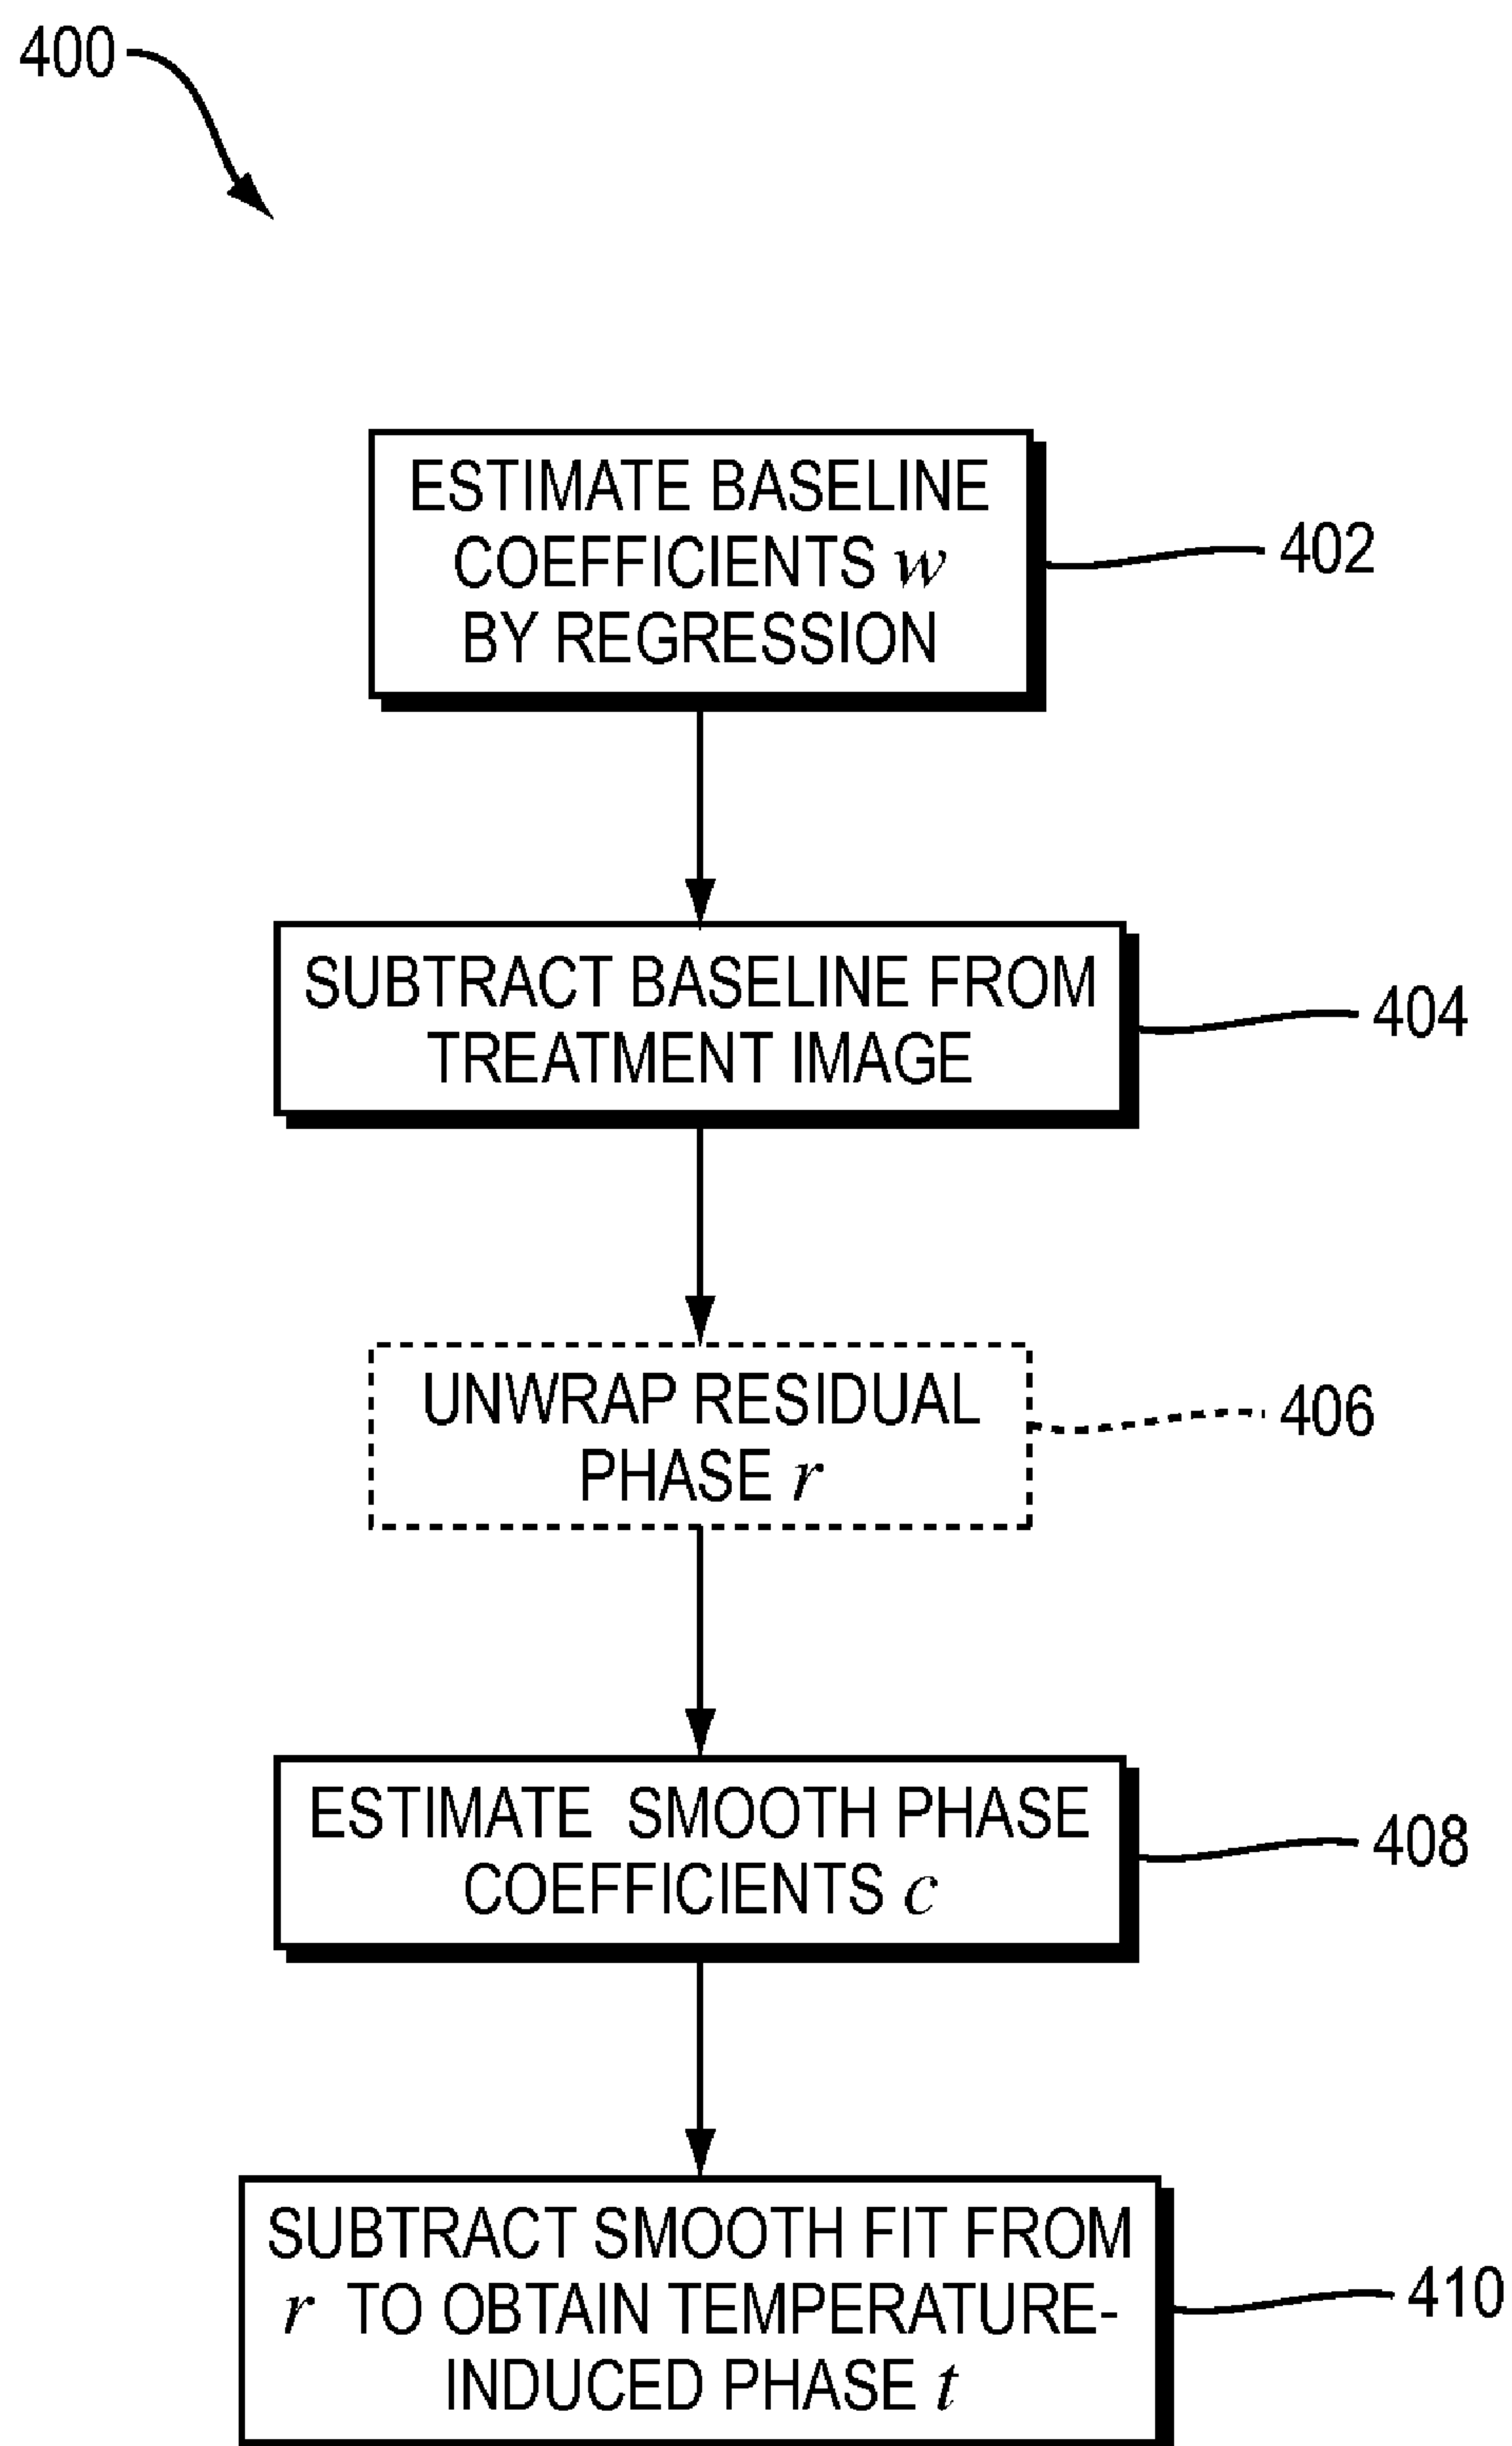 400
ESTIMATE BASELINE
COEFFICIENTS w
BY REGRESSION
402
SUBTRACT BASELINE FROM
TREATMENT IMAGE
404
UNWRAP RESIDUAL
PHASE r
406
ESTIMATE SMOOTH PHASE
COEFFICIENTS c
408
SUBTRACT SMOOTH FIT FROM
r TO OBTAIN TEMPERATURE-
INDUCED PHASE t
410